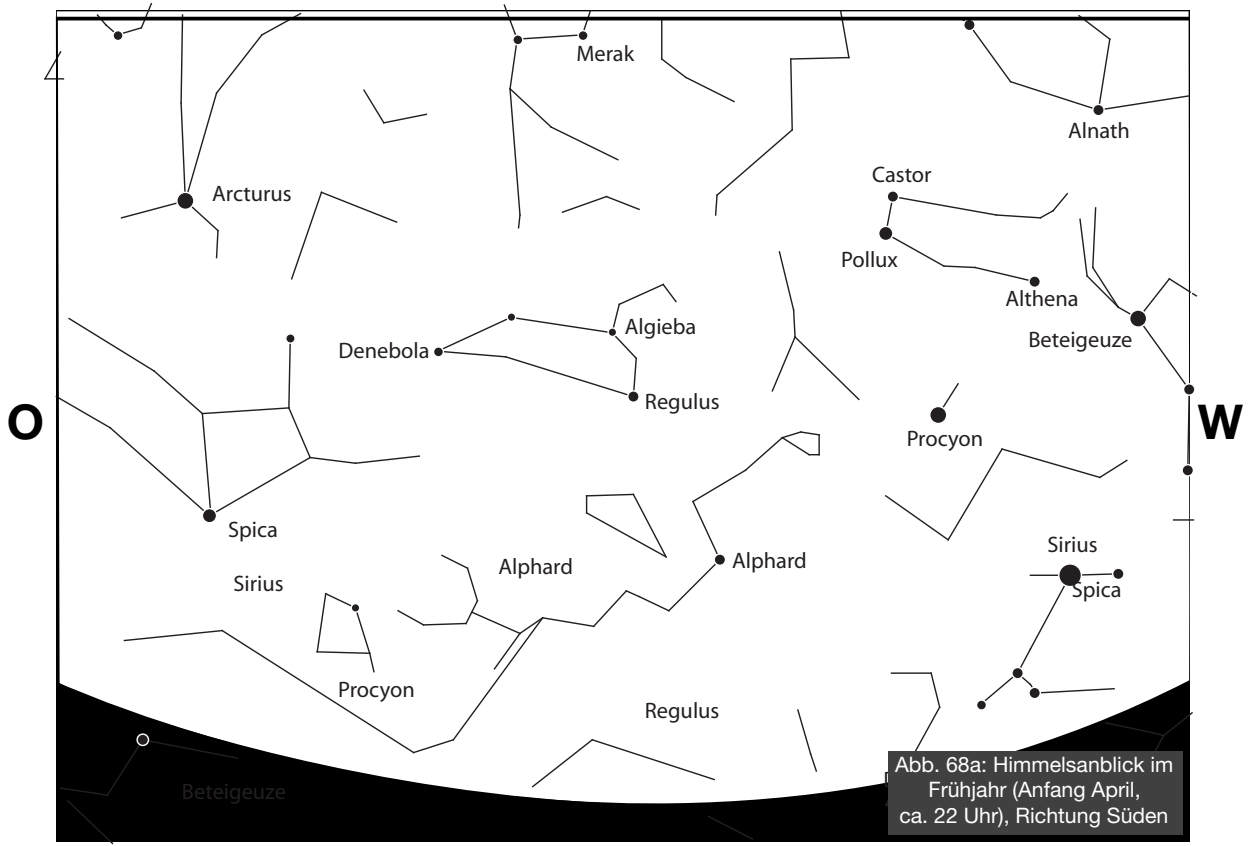 Merak
Alnath
Castor
Arcturus
Pollux
Althena
Algieba
Beteigeuze
Denebola
Regulus
O
W
Procyon
Spica
Sirius
Alphard
Alphard
Sirius
Spica
Procyon
Regulus
Beteigeuze
Abb. 68a: Himmelsanblick im
Frühjahr (Anfang April,
ca. 22 Uhr), Richtung Süden